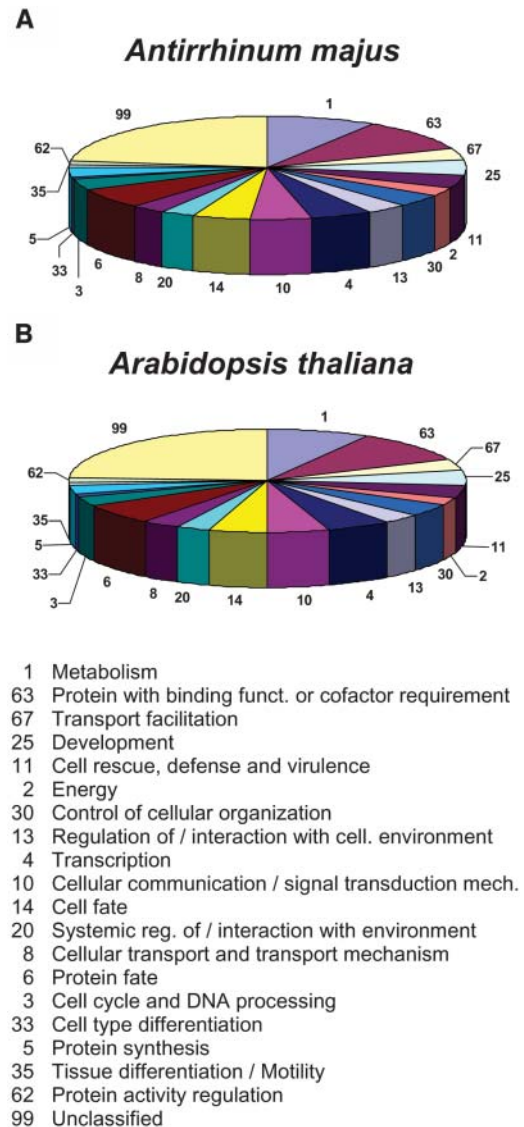 A
Antirrhinum majus
99
1
63
67
62
25
35
5
11
33
2
3
6
30
8
13
20
4
14
10
B
Arabidopsis thaliana
99
1
63
67
62
25
35
11
5
2
33
30
3
13
6
8
4
20
14
10
1 Metabolism
63 Protein with binding funct. or cofactor requirement
67 Transport facilitation
25 Development
11 Cell rescue, defense and virulence
2 Energy
30 Control of cellular organization
13 Regulation of / interaction with cell. environment
4 Transcription
10 Cellular communication / signal transduction mech.
14 Cell fate
20 Systemic reg. of / interaction with environment
8 Cellular transport and transport mechanism
6 Protein fate
3 Cell cycle and DNA processing
33 Cell type differentiation
5 Protein synthesis
35 Tissue differentiation / Motility
62 Protein activity regulation
99 Unclassified